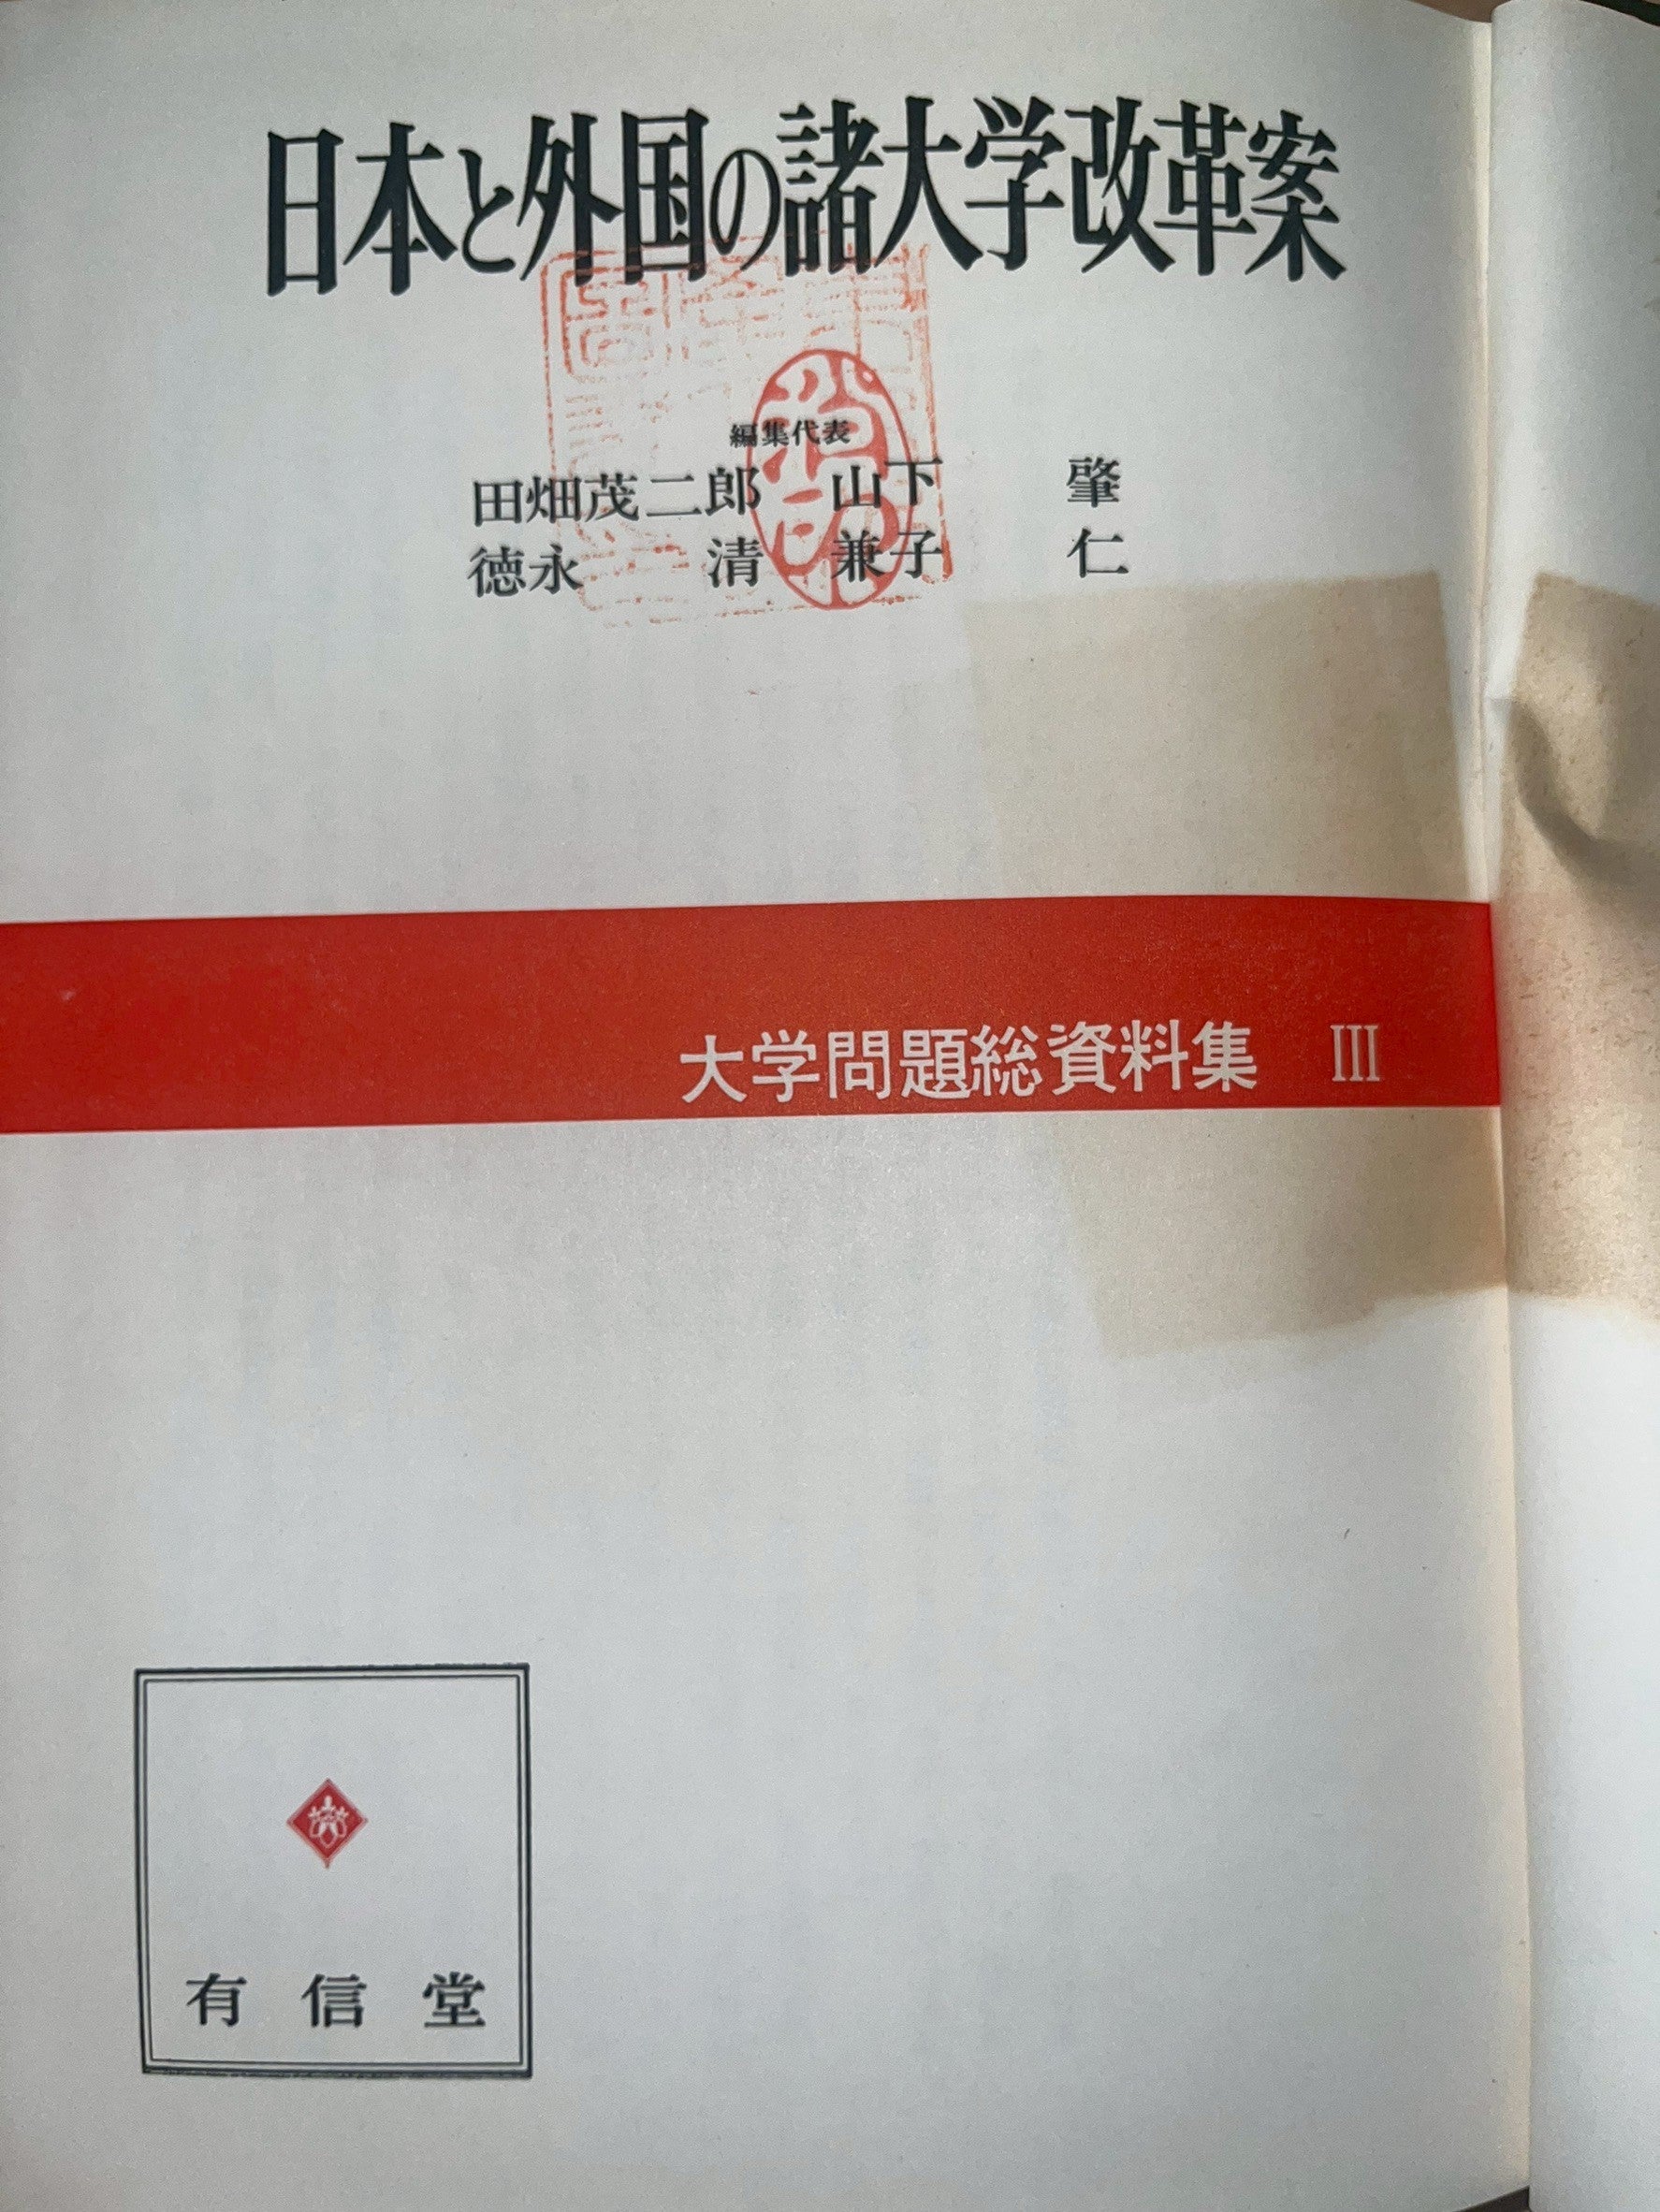 日本と外国の諸大学改革案
編集代表
田畑茂二郎 山下 肇
徳永 清 兼子 仁
大学問題総資料集 III
有信堂